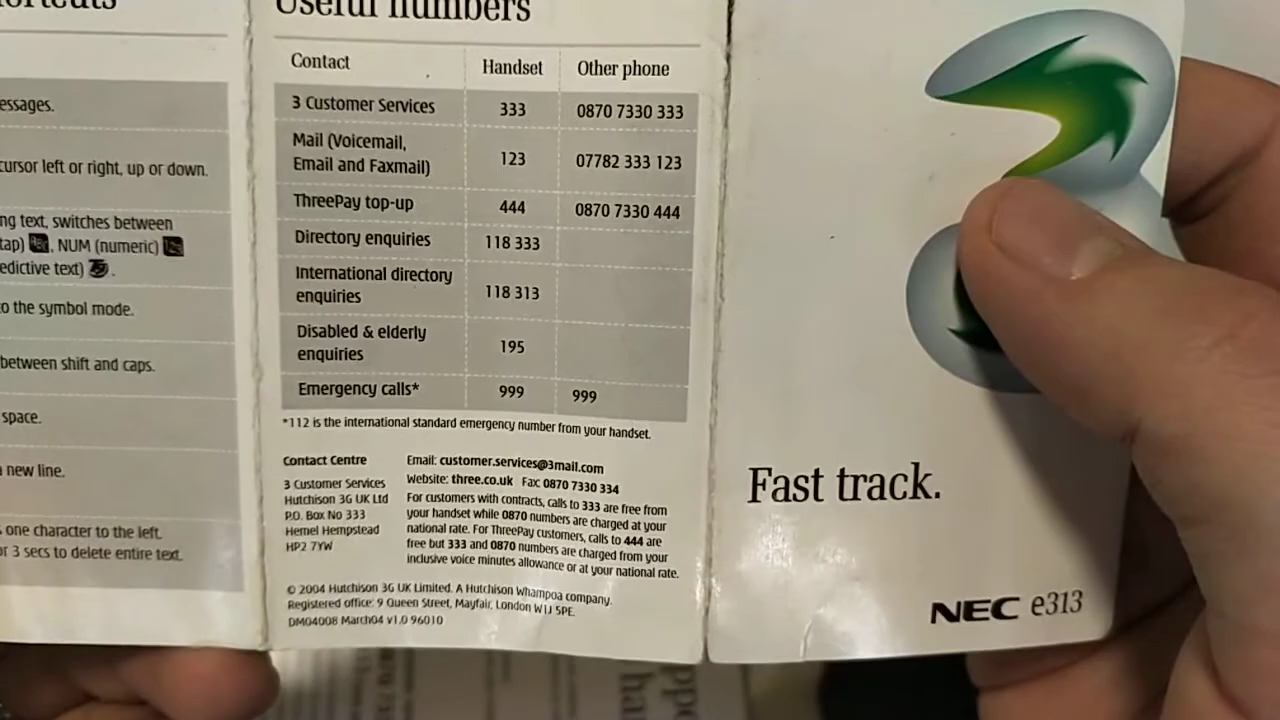 ortcuts
essages.
cursor left or right, up or down.
ng text, switches between
tap) , NUM (numeric)
edictive text) .
o the symbol mode.
between shift and caps.
space.
new line.
one character to the left.
or 3 secs to delete entire text.
Useful numbers
Contact Handset Other phone
3 Customer Services 333 0870 7330 333
Mail (Voicemail,
Email and Faxmail) 123 07782 333 123
ThreePay top-up 444 0870 7330 444
Directory enquiries 118 333
International directory
enquiries 118 313
Disabled & elderly
enquiries 195
Emergency calls* 999 999
*112 is the international standard emergency number from your handset.
Contact Centre
3 Customer Services
Hutchison 3G UK Ltd
P.O. Box No 333
Hemel Hempstead
HP2 7YW
Email: customer.services@3mail.com
Website: three.co.uk Fax: 0870 7330 334
For customers with contracts, calls to 333 are free from
your handset while 0870 numbers are charged at your
national rate. For ThreePay customers, calls to 444 are
free but 333 and 0870 numbers are charged from your
inclusive voice minutes allowance or at your national rate.
© 2004 Hutchison 3G UK Limited. A Hutchison Whampoa company.
Registered office: 9 Queen Street, Mayfair, London W1J 5PE.
DM04008 March04 v1.0 96010
3
Fast track.
NEC e313